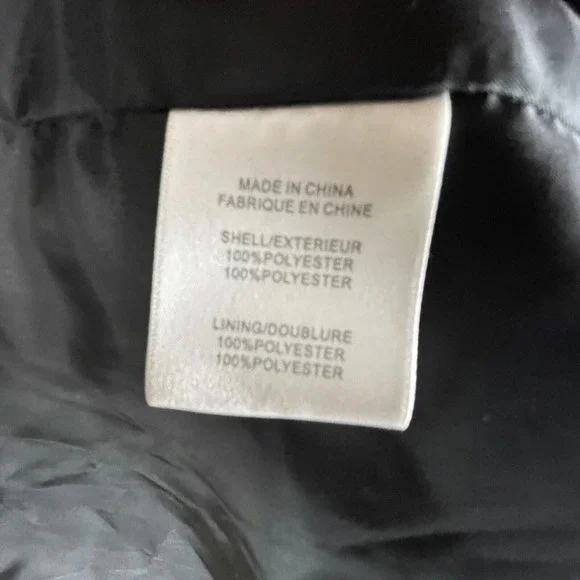 MADE IN CHINA
FABRIQUE EN CHINE
SHELL/EXTERIEUR
100%POLYESTER
100%POLYESTER
LINING/DOUBLURE
100%POLYESTER
100%POLYESTER